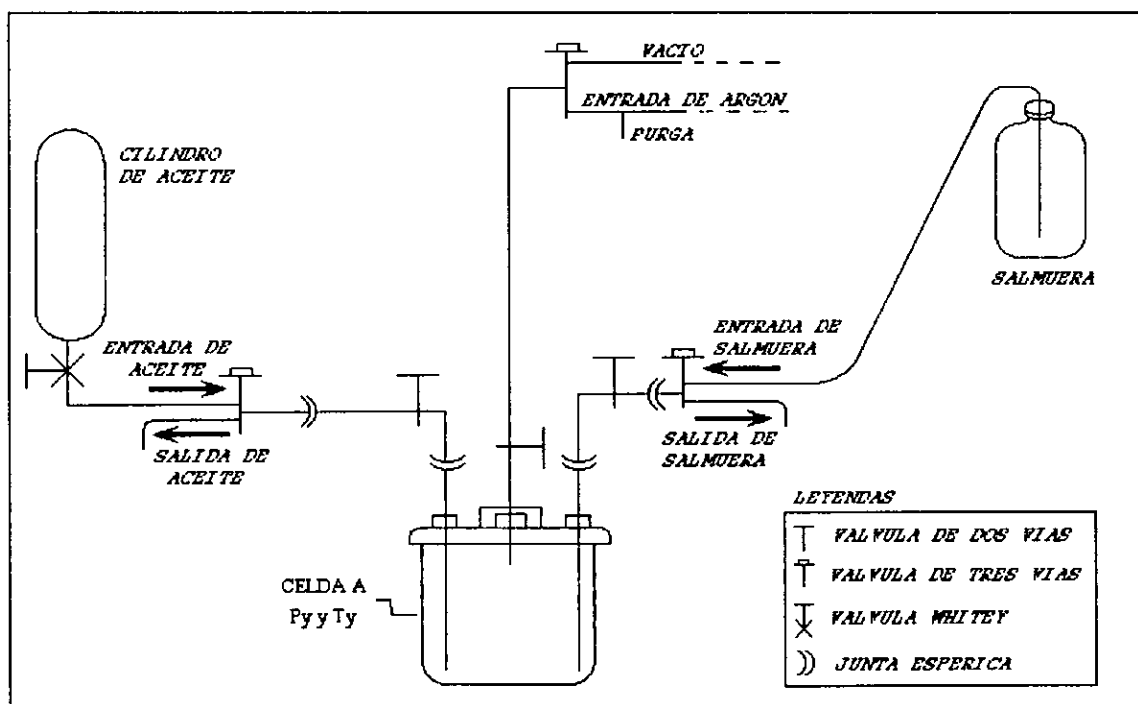 VACIO
ENTRADA DE ARGON
PURGA
CILINDRO
DE ACEITE
SALMUERA
ENTRADA DE
ACEITE
ENTRADA DE
SALMUERA
SALIDA DE
ACEITE
SALIDA DE
SALMUERA
CELDA A
Py y Ty
LEYENDAS
VALVULA DE DOS VIAS
VALVULA DE TRES VIAS
VALVULA WHITEY
JUNTA ESPERICA